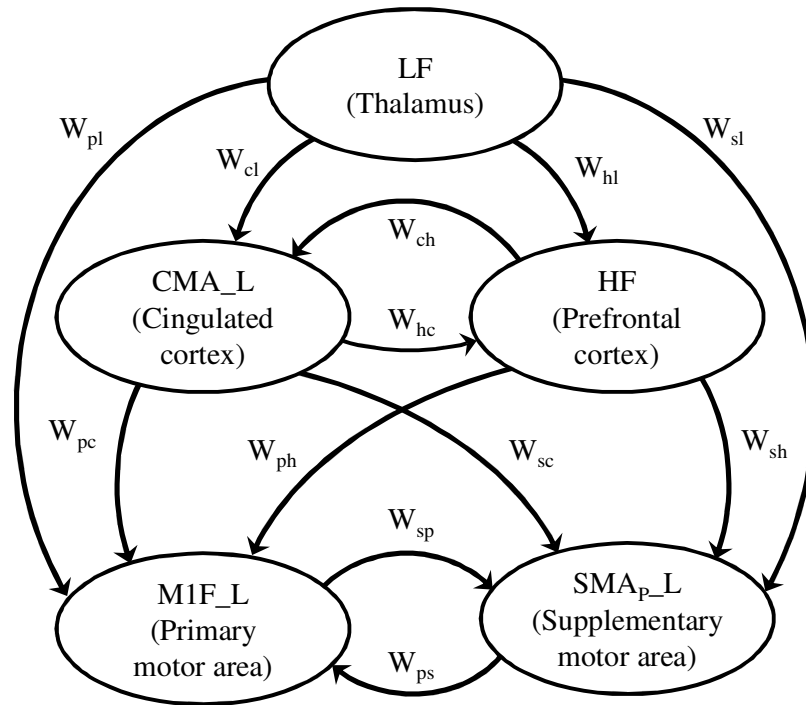 LF
(Thalamus)
W_pl
W_sl
W_cl
W_hl
W_ch
CMA_L
(Cingulated
cortex)
HF
(Prefrontal
cortex)
W_hc
W_pc
W_ph
W_sc
W_sh
W_sp
M1F_L
(Primary
motor area)
SMA_P_L
(Supplementary
motor area)
W_ps